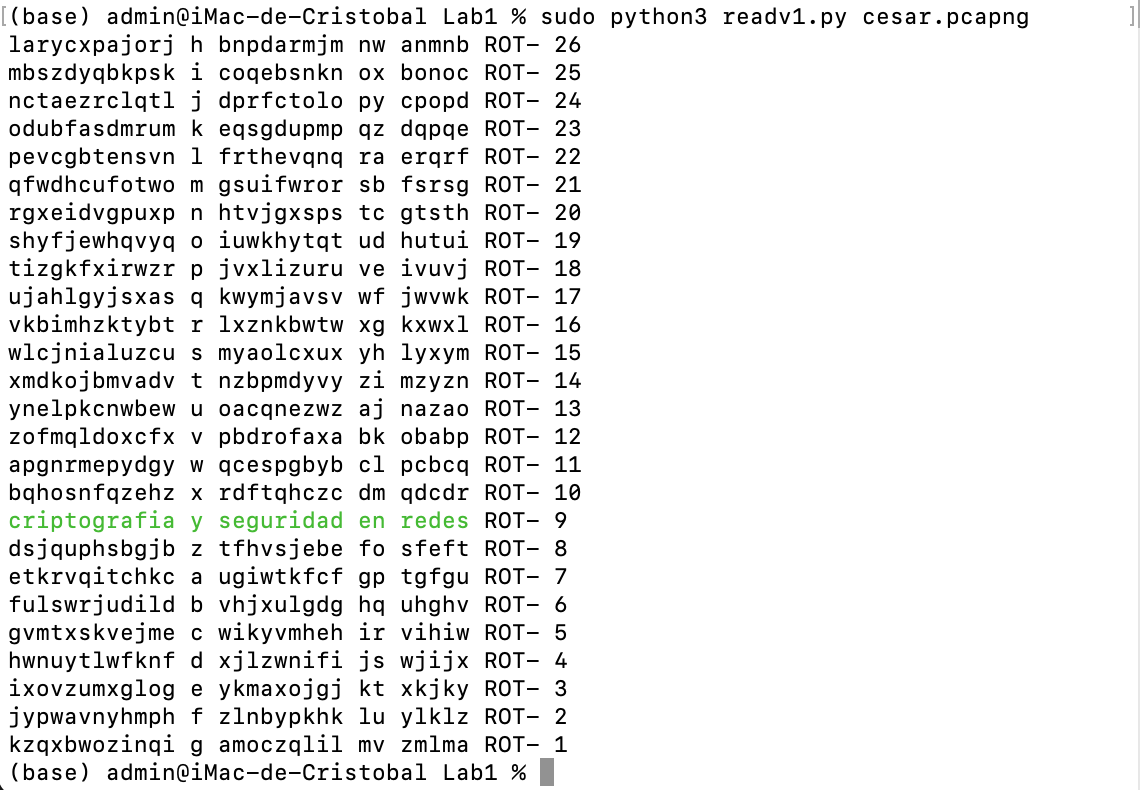 [(base) admin@iMac-de-Cristobal Lab1 % sudo python3 readv1.py cesar.pcapng ]
larycxpajorj h bnpdarmjm nw anmnb ROT- 26
mbszdyqbkpsk i coqebsnkn ox bonoc ROT- 25
nctaezrclqtl j dprfctolo py cpopd ROT- 24
odubfasdmrum k eqsgdupmp qz dqpqe ROT- 23
pevcgbtensvn l frthevqnq ra erqrf ROT- 22
qfwdhcufotwo m gsuifwror sb fsrsg ROT- 21
rgxeidvgpuxp n htvjgxsps tc gtsth ROT- 20
shyfjewhqvyq o iuwkhytqt ud hutui ROT- 19
tizgkfxirwzr p jvxlizuru ve ivuvj ROT- 18
ujahlgyjsxas q kwymjavsv wf jwvwk ROT- 17
vkbimhzktybt r lxznkbwtw xg kxwxl ROT- 16
wlcjnialuzcu s myaolcxux yh lyxym ROT- 15
xmdkojbmvadv t nzbpmdyvy zi mzyzn ROT- 14
ynelpkcnwbew u oacqnezwz aj nazao ROT- 13
zofmqldoxcfx v pbdrofaxa bk obabp ROT- 12
apgnrmepydgy w qcespgbyb cl pcbcq ROT- 11
bqhosnfqzehz x rdftqhczc dm qdcdr ROT- 10
criptografia y seguridad en redes ROT- 9
dsjquphsbgjb z tfhvsjebe fo sfeft ROT- 8
etkrvqitchkc a ugiwtkfcf gp tgfgu ROT- 7
fulswrjudild b vhjxulgdg hq uhghv ROT- 6
gvmtxskvejme c wikyvmheh ir vihiw ROT- 5
hwnuytlwfknf d xjlzwnifi js wjijx ROT- 4
ixovzumxglog e ykmaxojgj kt xkjky ROT- 3
jypwavnyhmph f zlnbypkhk lu ylklz ROT- 2
kzqxbwozinqi g amoczqlil mv zmlma ROT- 1
(base) admin@iMac-de-Cristobal Lab1 %